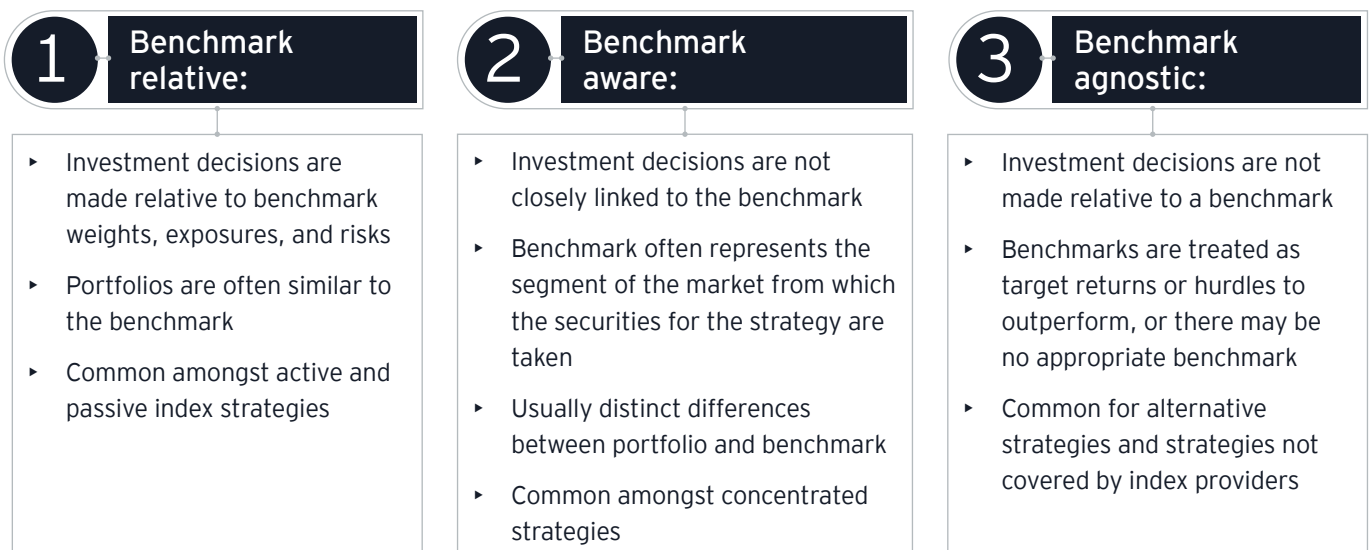 1
Benchmark
relative:
▸ Investment decisions are
made relative to benchmark
weights, exposures, and risks
▸ Portfolios are often similar to
the benchmark
▸ Common amongst active and
passive index strategies
2
Benchmark
aware:
▸ Investment decisions are not
closely linked to the benchmark
▸ Benchmark often represents the
segment of the market from which
the securities for the strategy are
taken
▸ Usually distinct differences
between portfolio and benchmark
▸ Common amongst concentrated
strategies
3
Benchmark
agnostic:
▸ Investment decisions are not
made relative to a benchmark
▸ Benchmarks are treated as
target returns or hurdles to
outperform, or there may be
no appropriate benchmark
▸ Common for alternative
strategies and strategies not
covered by index providers